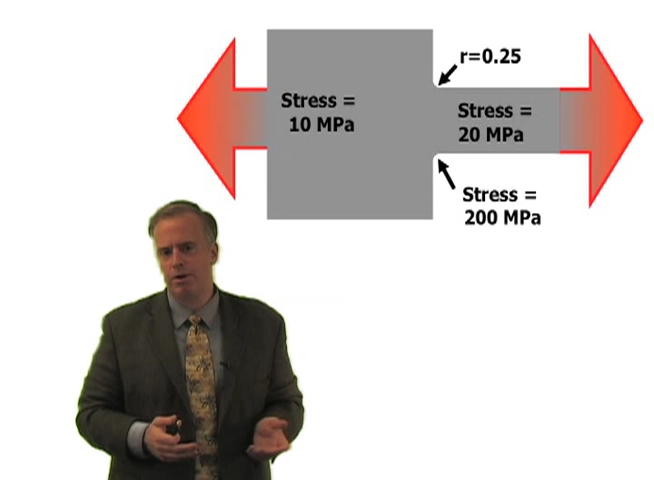 r=0.25
Stress =
10 MPa
Stress =
20 MPa
Stress =
200 MPa